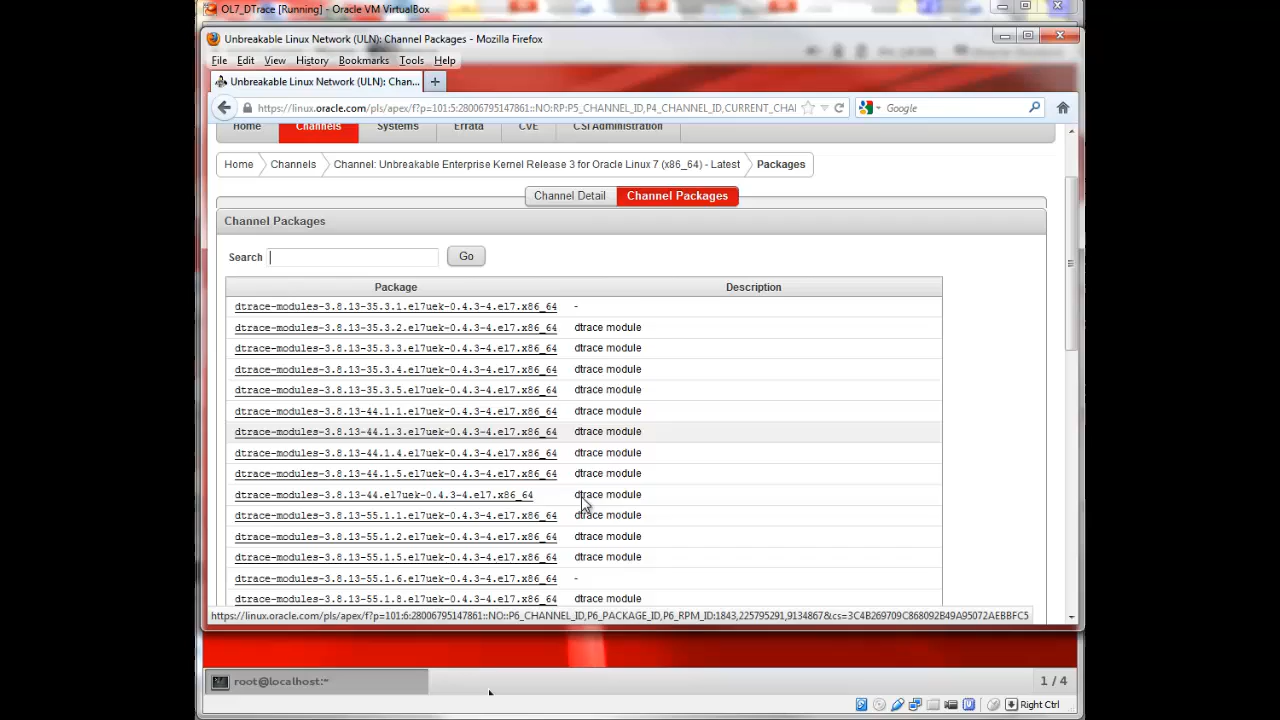 OL7_DTrace [Running] - Oracle VM VirtualBox
Unbreakable Linux Network (ULN): Channel Packages - Mozilla Firefox
File Edit View History Bookmarks Tools Help
Unbreakable Linux Network (ULN): Chan...
https://linux.oracle.com/pls/apex/f?p=101:5:28006795147861::NO:RP:P5_CHANNEL_ID,P4_CHANNEL_ID,CURRENT_CHAI
Google
Home Channels Systems Errata CVE CSI Administration
Home Channels Channel: Unbreakable Enterprise Kernel Release 3 for Oracle Linux 7 (x86_64) - Latest Packages
Channel Detail Channel Packages
Channel Packages
Search Go
Package Description
dtrace-modules-3.8.13-35.3.1.el7uek-0.4.3-4.el7.x86_64 -
dtrace-modules-3.8.13-35.3.2.el7uek-0.4.3-4.el7.x86_64 dtrace module
dtrace-modules-3.8.13-35.3.3.el7uek-0.4.3-4.el7.x86_64 dtrace module
dtrace-modules-3.8.13-35.3.4.el7uek-0.4.3-4.el7.x86_64 dtrace module
dtrace-modules-3.8.13-35.3.5.el7uek-0.4.3-4.el7.x86_64 dtrace module
dtrace-modules-3.8.13-44.1.1.el7uek-0.4.3-4.el7.x86_64 dtrace module
dtrace-modules-3.8.13-44.1.3.el7uek-0.4.3-4.el7.x86_64 dtrace module
dtrace-modules-3.8.13-44.1.4.el7uek-0.4.3-4.el7.x86_64 dtrace module
dtrace-modules-3.8.13-44.1.5.el7uek-0.4.3-4.el7.x86_64 dtrace module
dtrace-modules-3.8.13-44.el7uek-0.4.3-4.el7.x86_64 dtrace module
dtrace-modules-3.8.13-55.1.1.el7uek-0.4.3-4.el7.x86_64 dtrace module
dtrace-modules-3.8.13-55.1.2.el7uek-0.4.3-4.el7.x86_64 dtrace module
dtrace-modules-3.8.13-55.1.5.el7uek-0.4.3-4.el7.x86_64 dtrace module
dtrace-modules-3.8.13-55.1.6.el7uek-0.4.3-4.el7.x86_64 -
dtrace-modules-3.8.13-55.1.8.el7uek-0.4.3-4.el7.x86_64 dtrace module
https://linux.oracle.com/pls/apex/f?p=101:6:28006795147861::NO::P6_CHANNEL_ID,P6_PACKAGE_ID,P6_RPM_ID:1843,225795291,9134867&cs=3C4B269709C868092B49A95072AEBBFC5
root@localhost:~ 1 / 4
Right Ctrl